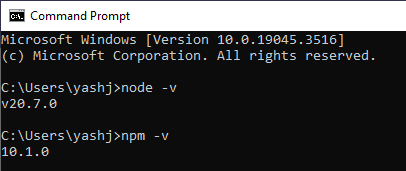 Command Prompt
Microsoft Windows [Version 10.0.19045.3516]
(c) Microsoft Corporation. All rights reserved.
C:\Users\yashj>node -v
v20.7.0
C:\Users\yashj>npm -v
10.1.0